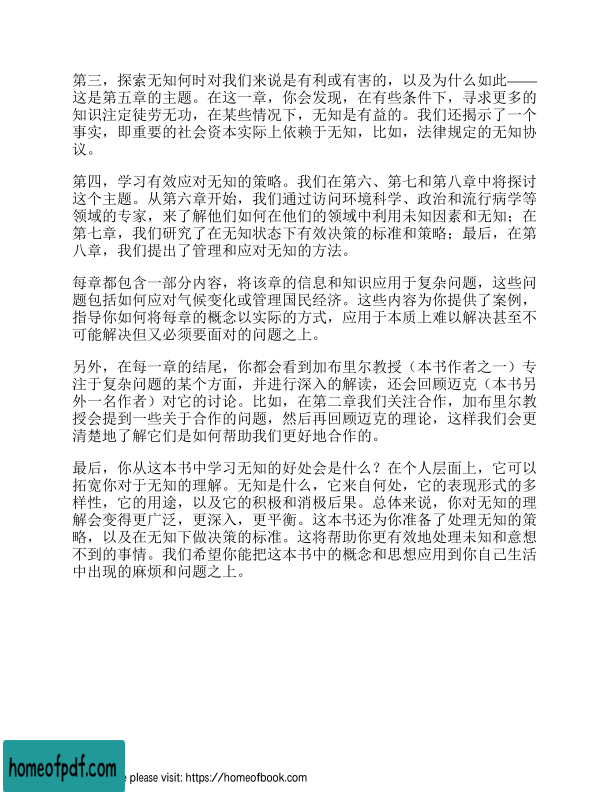 第三，探索无知何时对我们来说是有利或有害的，以及为什么如此——
这是第五章的主题。在这一章，你会发现，在有些条件下，寻求更多的
知识注定徒劳无功，在某些情况下，无知是有益的。我们还揭示了一个
事实，即重要的社会资本实际上依赖于无知，比如，法律规定的无知协
议。
第四，学习有效应对无知的策略。我们在第六、第七和第八章中将探讨
这个主题。从第六章开始，我们通过访问环境科学、政治和流行病学等
领域的专家，来了解他们如何在他们的领域中利用未知因素和无知；在
第七章，我们研究了在无知状态下有效决策的标准和策略；最后，在第
八章，我们提出了管理和应对无知的方法。
每章都包含一部分内容，将该章的信息和知识应用于复杂问题，这些问
题包括如何应对气候变化或管理国民经济。这些内容为你提供了案例，
指导你如何将每章的概念以实际的方式，应用于本质上难以解决甚至不
可能解决但又必须要面对的问题之上。
另外，在每一章的结尾，你都会看到加布里尔教授（本书作者之一）专
注于复杂问题的某个方面，并进行深入的解读，还会回顾迈克（本书另
外一名作者）对它的讨论。比如，在第二章我们关注合作，加布里尔教
授会提到一些关于合作的问题，然后再回顾迈克的理论，这样我们会更
清楚地了解它们是如何帮助我们更好地合作的。
最后，你从这本书中学习无知的好处会是什么？在个人层面上，它可以
拓宽你对于无知的理解。无知是什么，它来自何处，它的表现形式的多
样性，它的用途，以及它的积极和消极后果。总体来说，你对无知的理
解会变得更广泛，更深入，更平衡。这本书还为你准备了处理无知的策
略，以及在无知下做决策的标准。这将帮助你更有效地处理未知和意想
不到的事情。我们希望你能把这本书中的概念和思想应用到你自己生活
中出现的麻烦和问题之上。
homeofpdf.com
e please visit: https://homeofbook.com